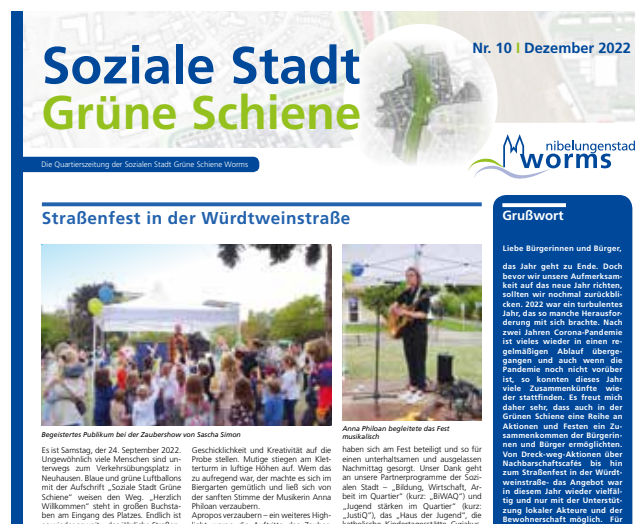 Soziale Stadt
Grüne Schiene
Nr. 10 | Dezember 2022
Die Quartierszeitung der Sozialen Stadt Grüne Schiene Worms
nibelungenstad
worms
Straßenfest in der Würdtweinstraße
Begeistertes Publikum bei der Zaubershow von Sascha Simon
Anna Philoan begleitete das Fest
musikalisch
Es ist Samstag, der 24. September 2022.
Ungewöhnlich viele Menschen sind un-
terwegs zum Verkehrsübungsplatz in
Neuhausen. Blaue und grüne Luftballons
mit der Aufschrift „Soziale Stadt Grüne
Schiene“ weisen den Weg. „Herzlich
Willkommen“ steht in großen Buchsta-
ben am Eingang des Platzes. Endlich ist
Geschicklichkeit und Kreativität auf die
Probe stellen. Mutige stiegen am Klet-
terturm in luftige Höhen auf. Wem das
zu aufregend war, der machte es sich im
Biergarten gemütlich und ließ sich von
der sanften Stimme der Musikerin Anna
Philoan verzaubern.
Apropos verzaubern – ein weiteres High-
haben sich am Fest beteiligt und so für
einen unterhaltsamen und ausgelassen
Nachmittag gesorgt. Unser Dank geht
an unsere Partnerprogramme der Sozi-
alen Stadt – „Bildung, Wirtschaft, Ar-
beit im Quartier“ (kurz: „BiWAQ“) und
„Jugend stärken im Quartier“ (kurz:
„JustiQ“), das „Haus der Jugend“, die
Grußwort
Liebe Bürgerinnen und Bürger,
das Jahr geht zu Ende. Doch
bevor wir unsere Aufmerksam-
keit auf das neue Jahr richten,
sollten wir nochmal zurückbli-
cken. 2022 war ein turbulentes
Jahr, das so manche Herausfor-
derung mit sich brachte. Nach
zwei Jahren Corona-Pandemie
ist vieles wieder in einen re-
gelmäßigen Ablauf überge-
gangen und auch wenn die
Pandemie noch nicht vorüber
ist, so konnten dieses Jahr
viele Zusammenkünfte wie-
der stattfinden. Es freut mich
daher sehr, dass auch in der
Grünen Schiene eine Reihe an
Aktionen und Festen ein Zu-
sammenkommen der Bürgerin-
nen und Bürger ermöglichten.
Von Dreck-weg-Aktionen über
Nachbarschaftscafés bis hin
zum Straßenfest in der Würdt-
weinstraße- das Angebot war
in diesem Jahr wieder vielfäl-
tig und nur mit der Unterstüt-
zung lokaler Akteure und der
Bewohnerschaft möglich. Für